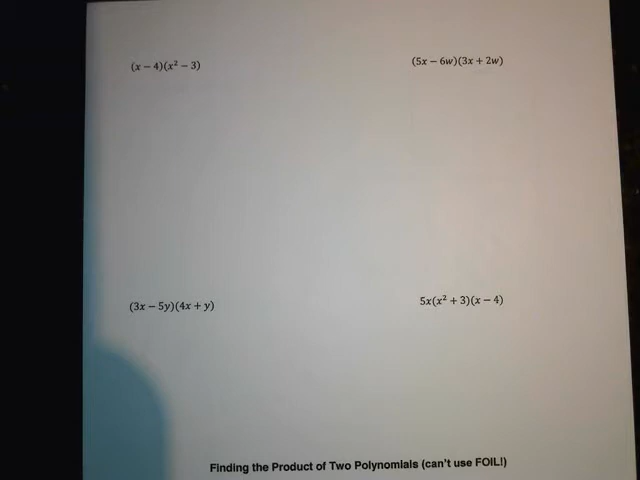 (x – 4)(x² – 3)
(5x – 6w)(3x + 2w)
(3x – 5y)(4x + y)
5x(x² + 3)(x – 4)
Finding the Product of Two Polynomials (can't use FOIL!)